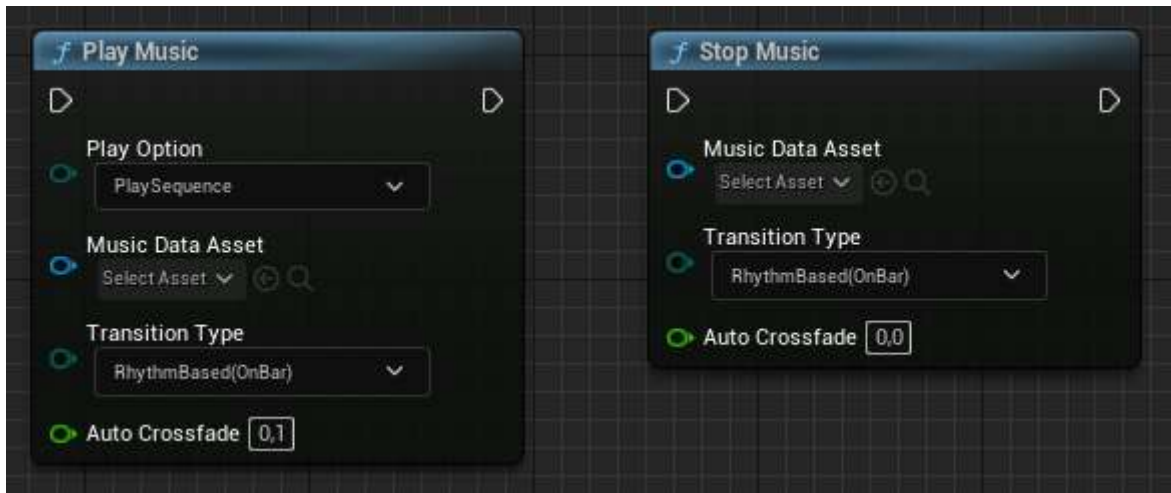 f Play Music
Play Option
PlaySequence
Music Data Asset
Select Asset
Transition Type
RhythmBased(OnBar)
Auto Crossfade 0,1
f Stop Music
Music Data Asset
Select Asset
Transition Type
RhythmBased(OnBar)
Auto Crossfade 0,0